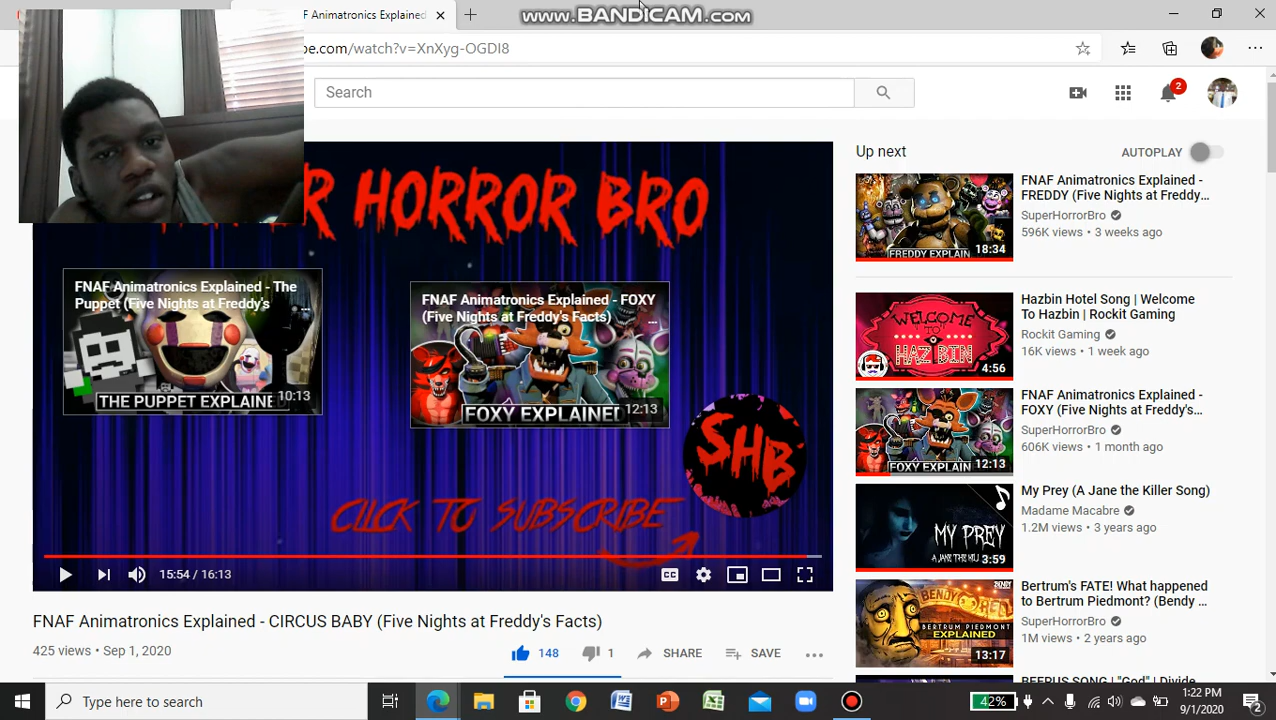 F Animatronics Explained
WWW.BANDICAM.COM
be.com/watch?v=XnXyg-OGDI8
Search
2
R HORROR BRO
FNAF Animatronics Explained - The
Puppet (Five Nights at Freddy's
...
THE PUPPET EXPLAINE
10:13
FNAF Animatronics Explained - FOXY
(Five Nights at Freddy's Facts)
...
FOXY EXPLAINE
12:13
SHB
CLICK TO SUBSCRIBE
15:54 / 16:13
CC
FNAF Animatronics Explained - CIRCUS BABY (Five Nights at Freddy's Facts)
425 views • Sep 1, 2020
148
1
SHARE
SAVE
Up next
AUTOPLAY
FNAF Animatronics Explained -
FREDDY (Five Nights at Freddy...
SuperHorrorBro
596K views • 3 weeks ago
FREDDY EXPLAIN
18:34
Hazbin Hotel Song | Welcome
To Hazbin | Rockit Gaming
Rockit Gaming
16K views • 1 week ago
WELCOME
TO
HAZBIN
4:56
FNAF Animatronics Explained -
FOXY (Five Nights at Freddy's...
SuperHorrorBro
606K views • 1 month ago
FOXY EXPLAIN
12:13
My Prey (A Jane the Killer Song)
Madame Macabre
1.2M views • 3 years ago
MY PREY
A JANE THE KILL
3:59
Bertrum's FATE! What happened
to Bertrum Piedmont? (Bendy ...
SuperHorrorBro
1M views • 2 years ago
BERTRUM PIEDMONT
EXPLAINED
13:17
Type here to search
42%
1:22 PM
9/1/2020
2